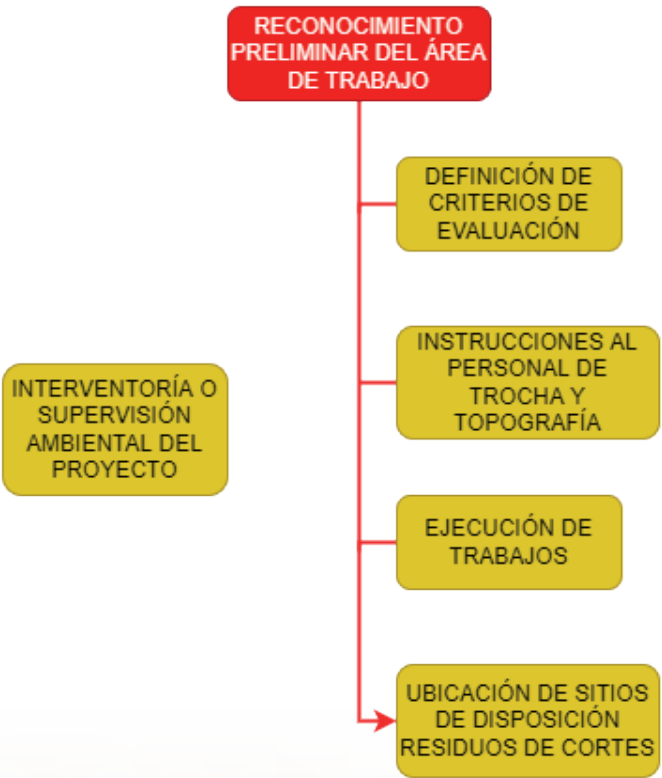 RECONOCIMIENTO
PRELIMINAR DEL ÁREA
DE TRABAJO
DEFINICIÓN DE
CRITERIOS DE
EVALUACIÓN
INSTRUCCIONES AL
PERSONAL DE
TROCHA Y
TOPOGRAFÍA
INTERVENTORÍA O
SUPERVISIÓN
AMBIENTAL DEL
PROYECTO
EJECUCIÓN DE
TRABAJOS
UBICACIÓN DE SITIOS
DE DISPOSICIÓN
RESIDUOS DE CORTES